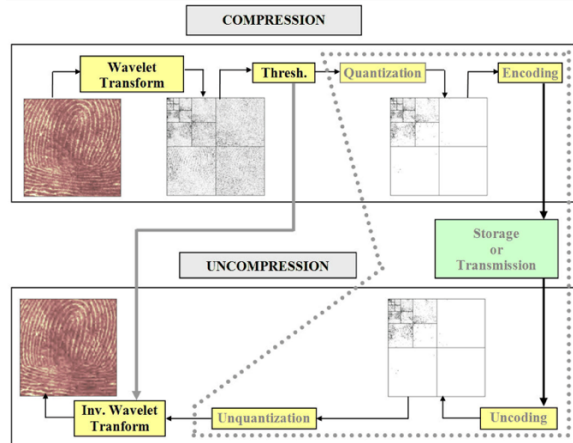 COMPRESSION
Wavelet
Transform
Thresh.
Quantization
Encoding
Storage
or
Transmission
UNCOMPRESSION
Inv. Wavelet
Tranform
Unquantization
Uncoding